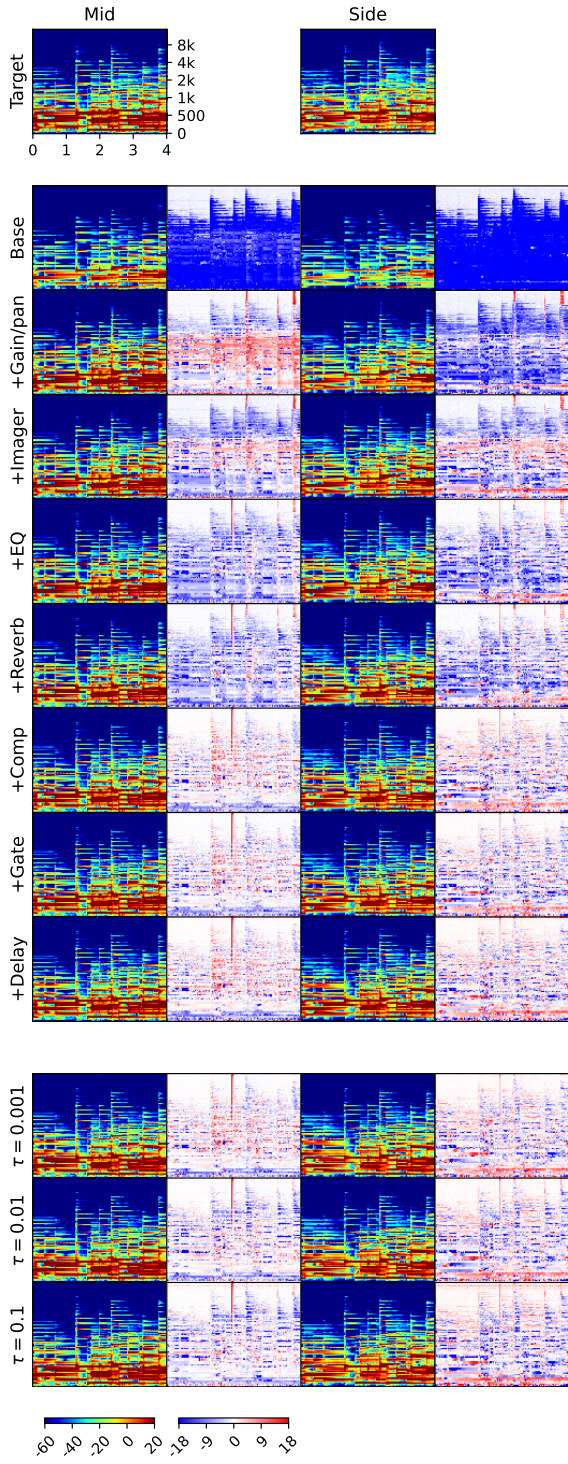 Mid Side
Target
8k
4k
2k
1k
500
0
0 1 2 3 4
Base
+Gain/pan
+Imager
+EQ
+Reverb
+Comp
+Gate
+Delay
τ = 0.001
τ = 0.01
τ = 0.1
-60 -40 -20 0 20 -18 -9 0 9 18